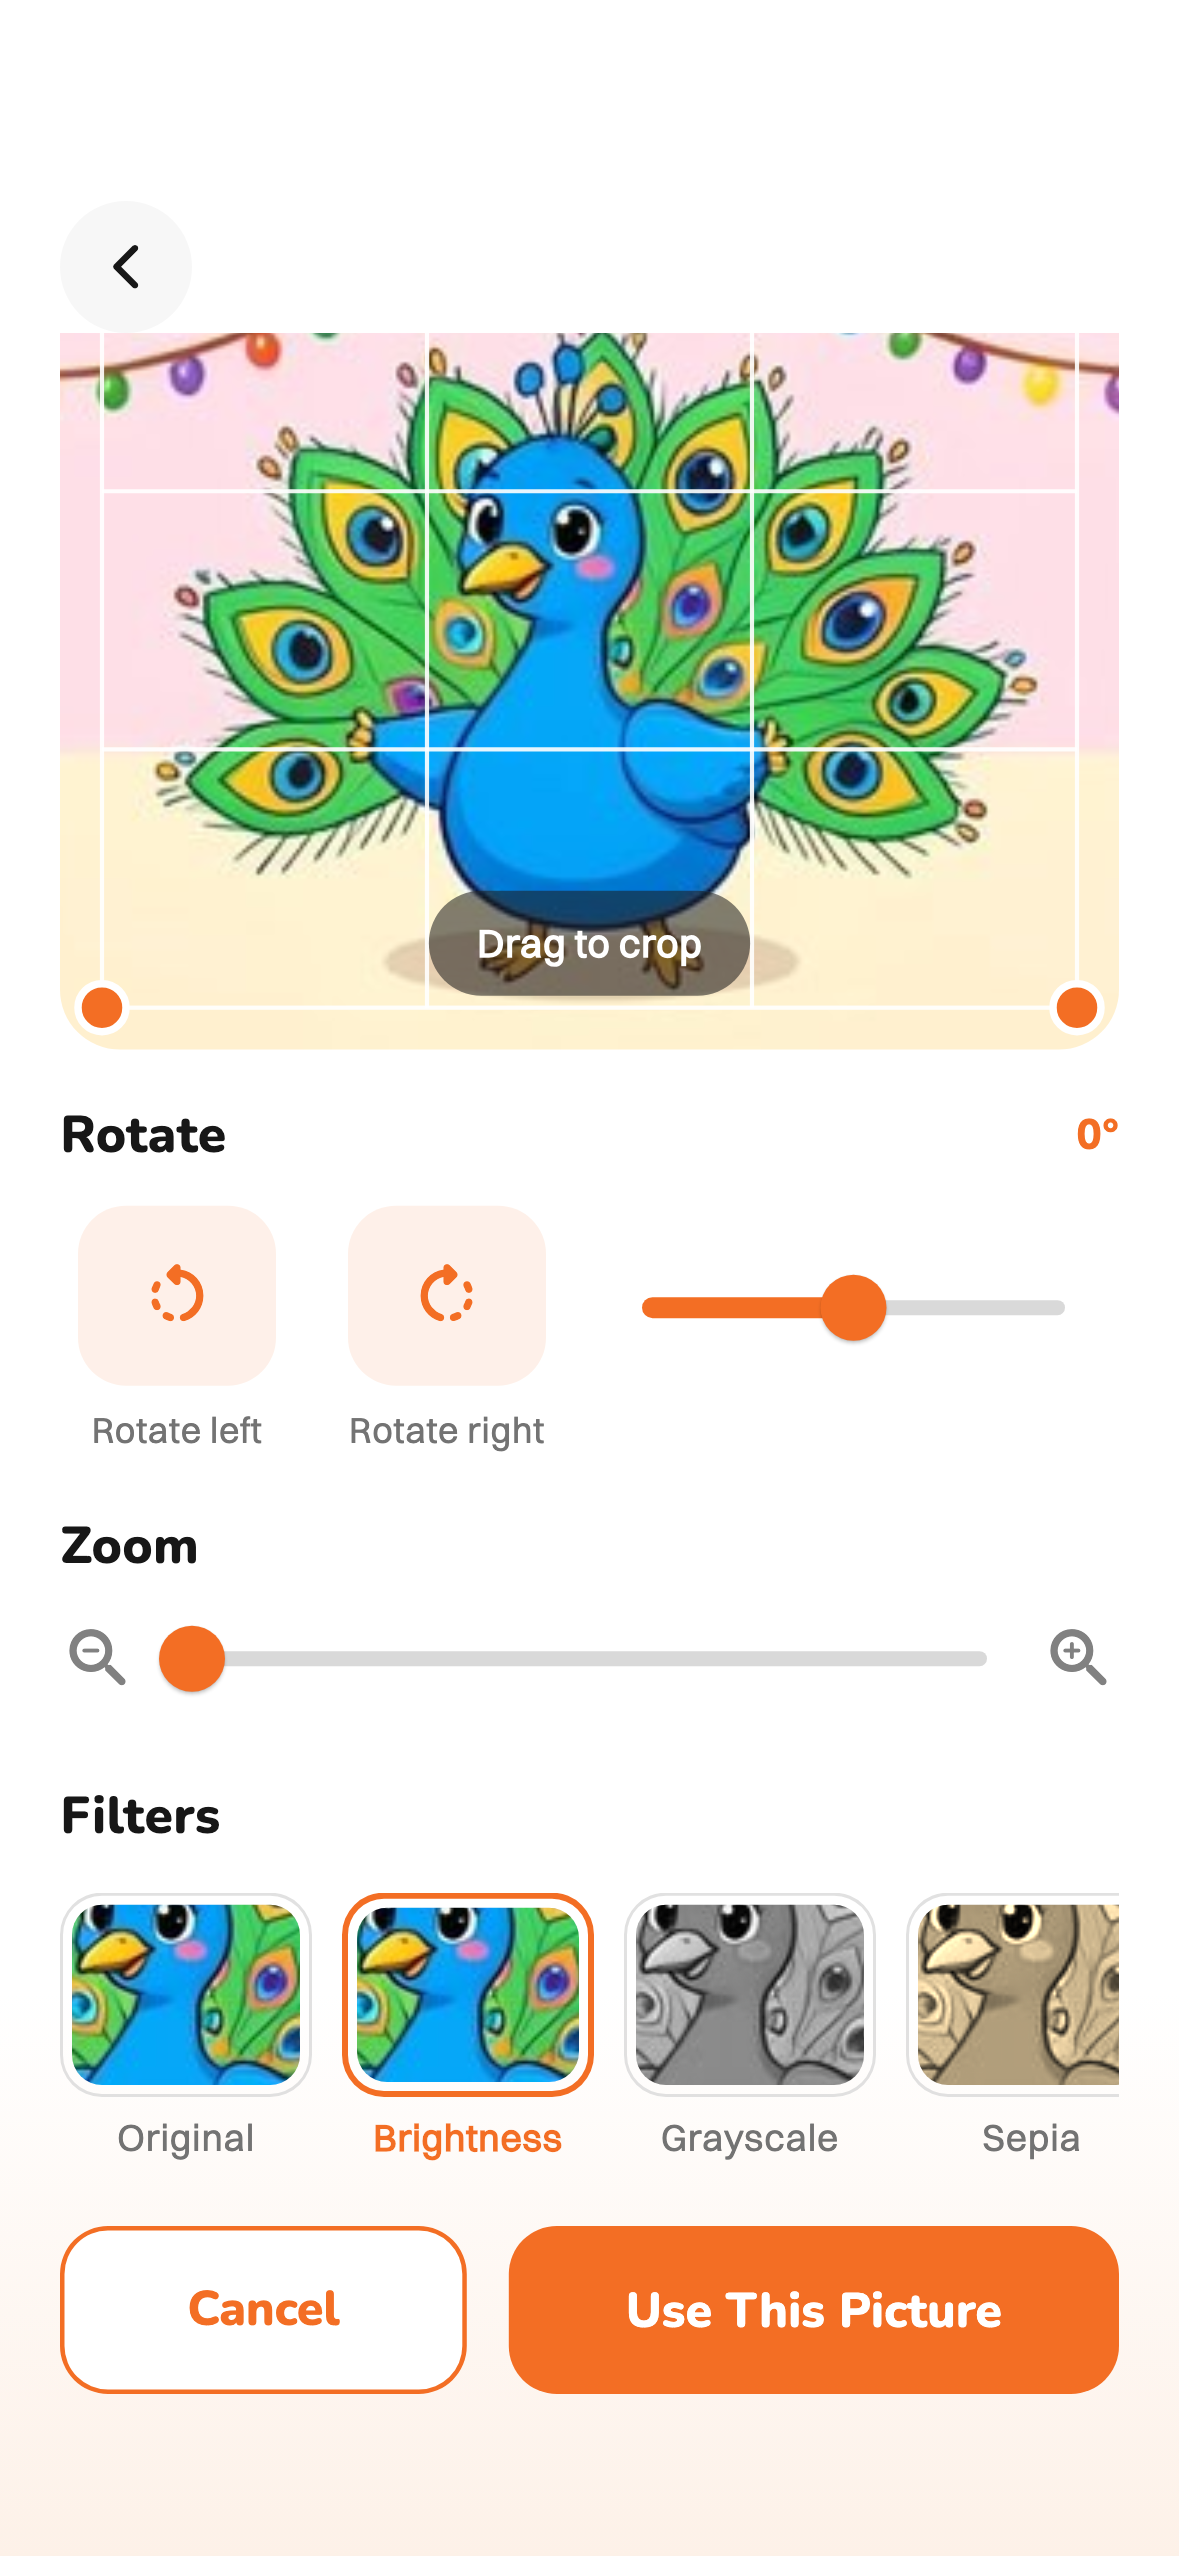 Drag to crop
Rotate
0°
Rotate left
Rotate right
Zoom
Filters
Original
Brightness
Grayscale
Sepia
Cancel
Use This Picture